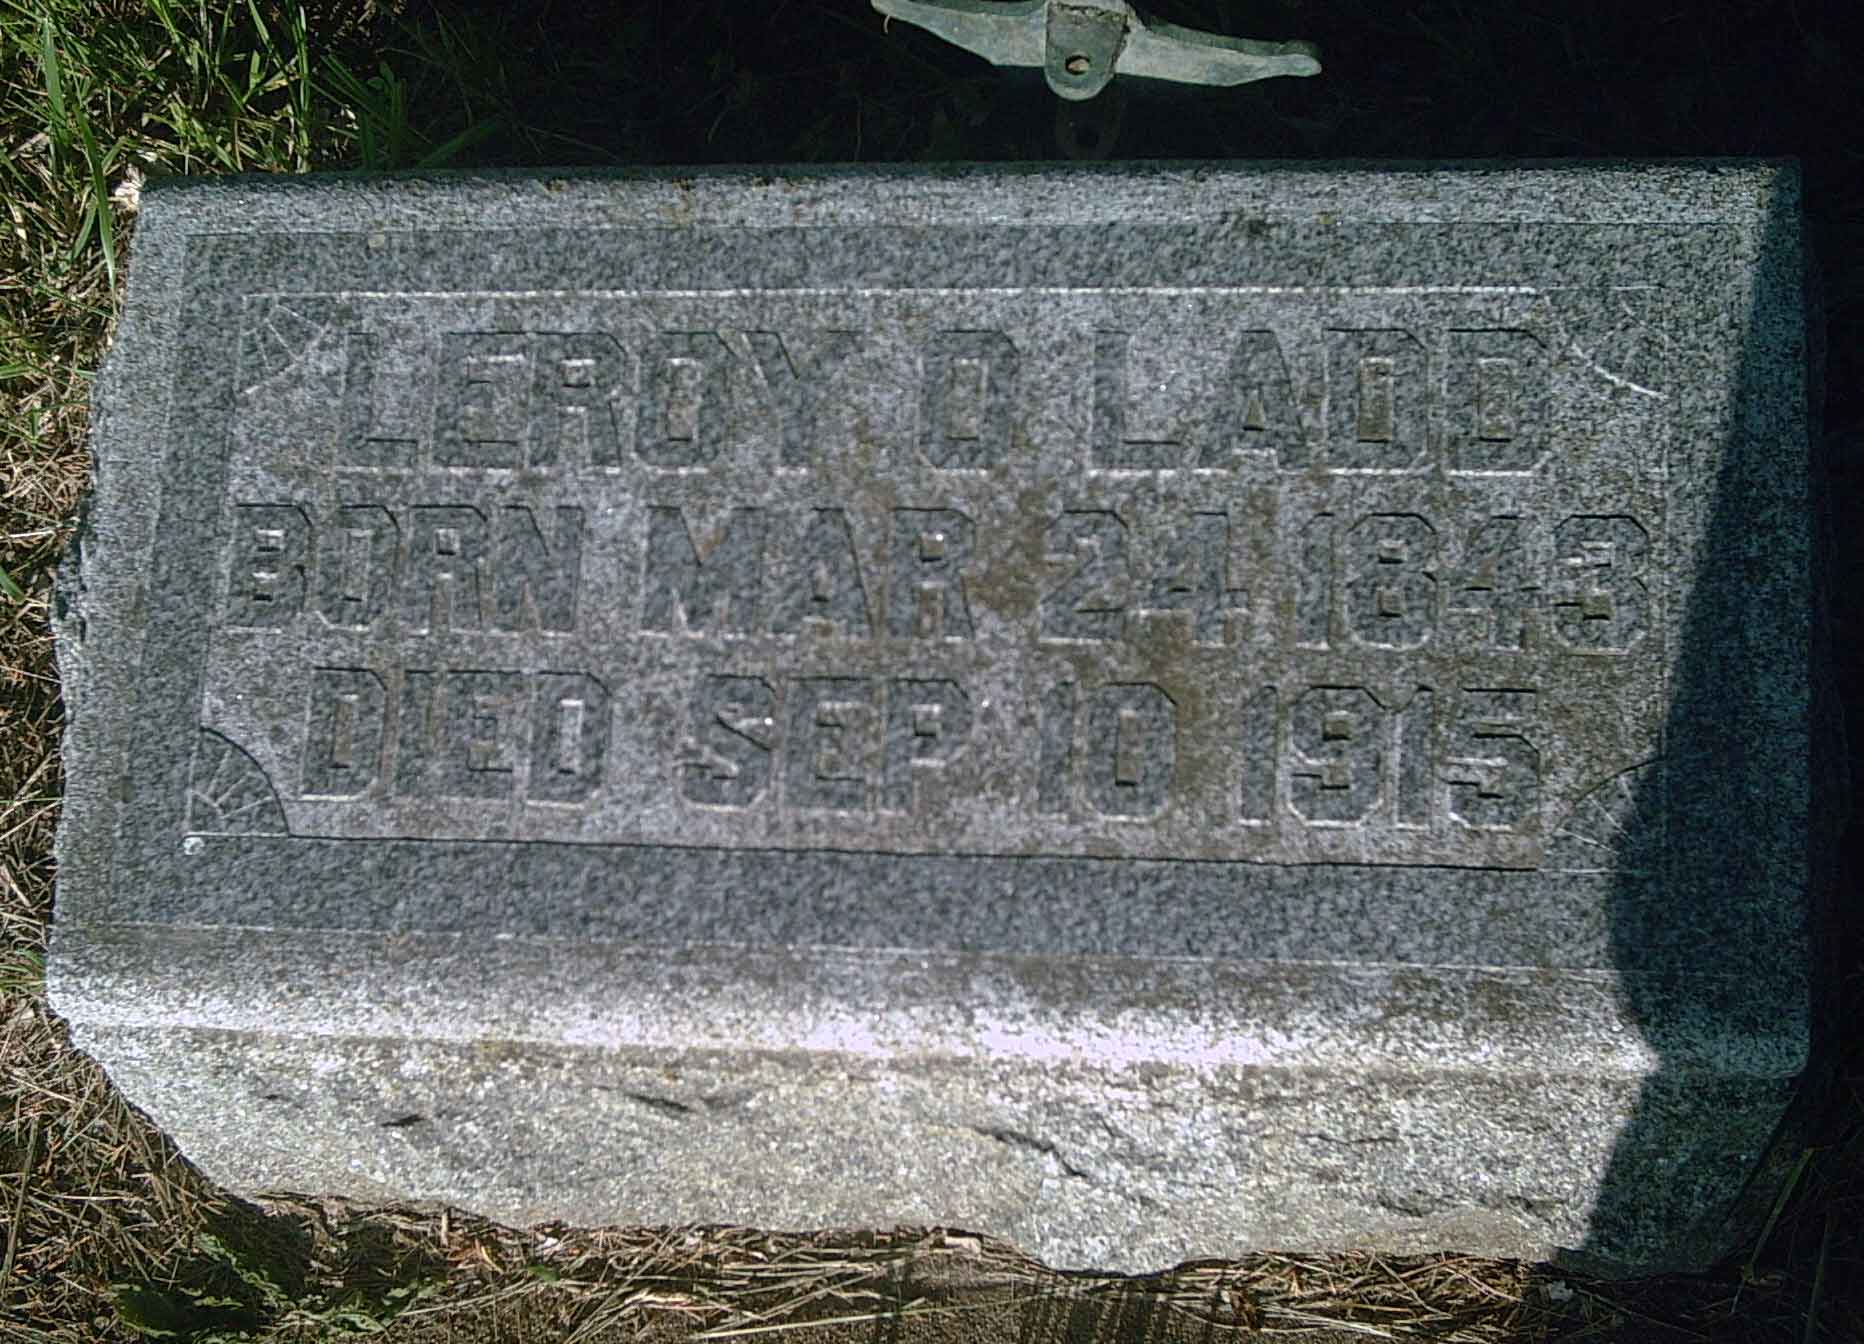 LEROY O. LADD
BORN MAR 24, 1843
DIED SEP 10 1915